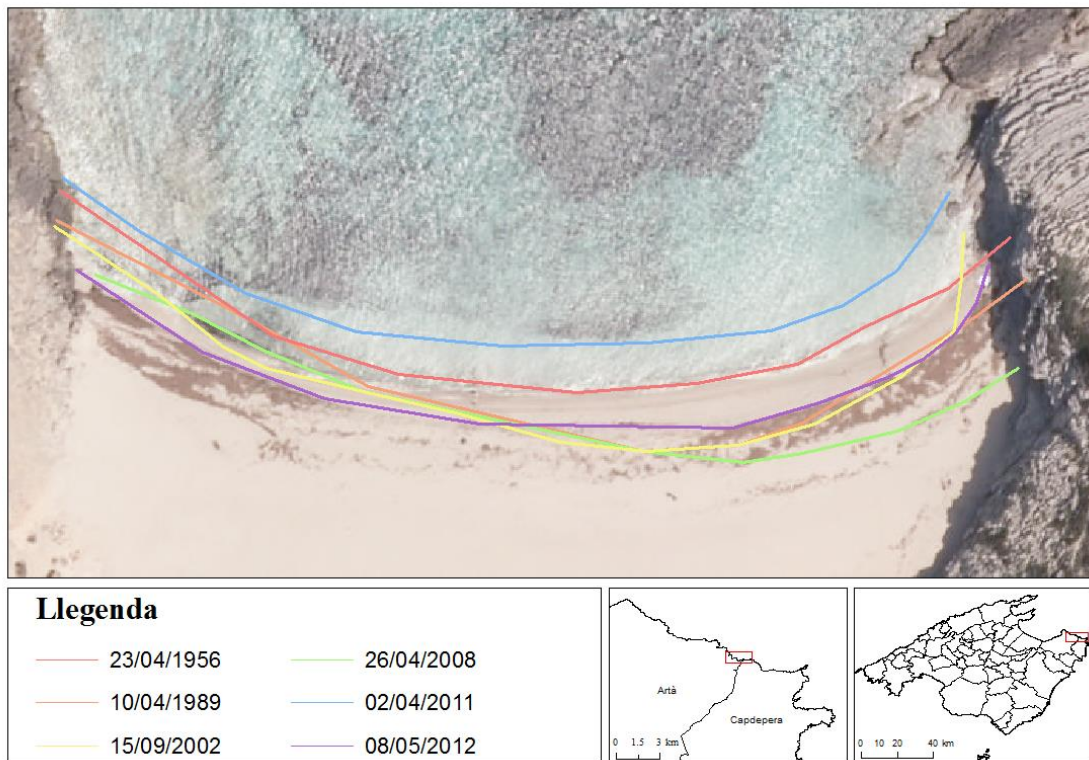 Llegenda
23/04/1956
10/04/1989
15/09/2002
26/04/2008
02/04/2011
08/05/2012
Artà
Capdepera
0 1.5 3 km
0 10 20 40 km